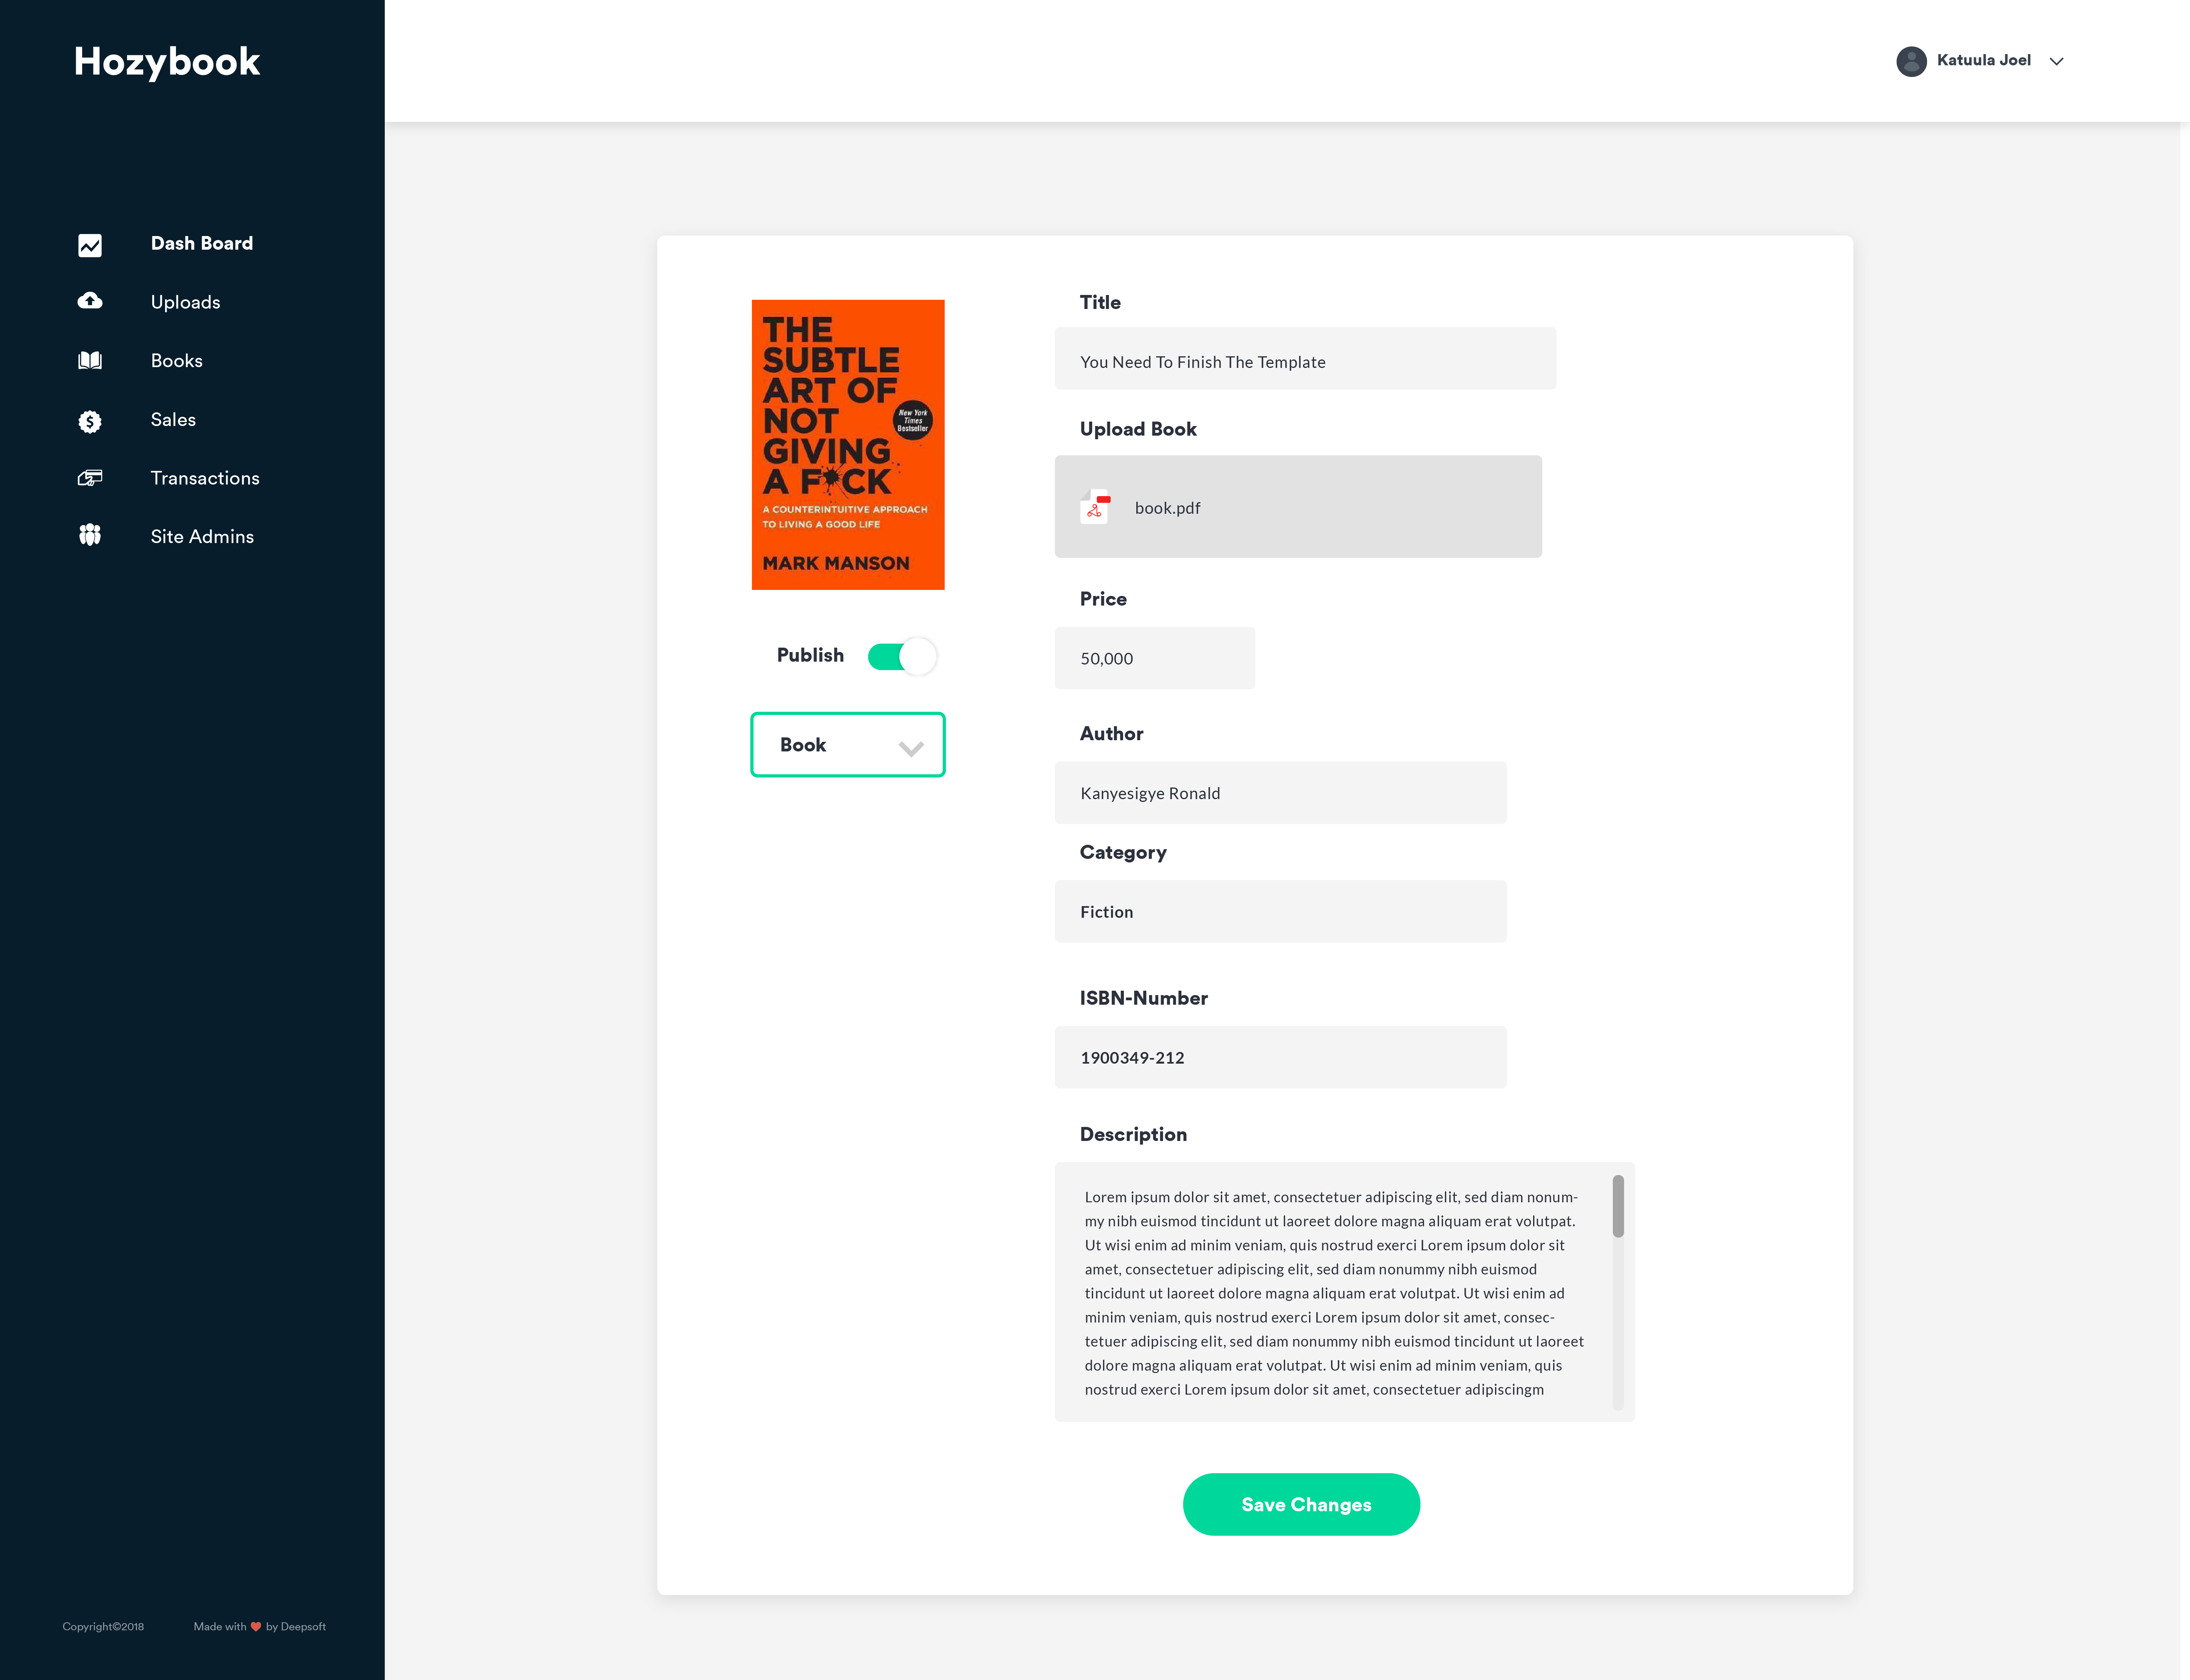 Hozybook
Katuula Joel
Dash Board
Uploads
Books
Sales
Transactions
Site Admins
THE
SUBTLE
ART OF
NOT
GIVING
A F CK
New York
Times
Bestseller
A COUNTERINTUITIVE APPROACH
TO LIVING A GOOD LIFE
MARK MANSON
Publish
Book
Title
You Need To Finish The Template
Upload Book
book.pdf
Price
50,000
Author
Kanyesigye Ronald
Category
Fiction
ISBN-Number
1900349-212
Description
Lorem ipsum dolor sit amet, consectetuer adipiscing elit, sed diam nonum-
my nibh euismod tincidunt ut laoreet dolore magna aliquam erat volutpat.
Ut wisi enim ad minim veniam, quis nostrud exerci Lorem ipsum dolor sit
amet, consectetuer adipiscing elit, sed diam nonummy nibh euismod
tincidunt ut laoreet dolore magna aliquam erat volutpat. Ut wisi enim ad
minim veniam, quis nostrud exerci Lorem ipsum dolor sit amet, consec-
tetuer adipiscing elit, sed diam nonummy nibh euismod tincidunt ut laoreet
dolore magna aliquam erat volutpat. Ut wisi enim ad minim veniam, quis
nostrud exerci Lorem ipsum dolor sit amet, consectetuer adipiscingm
Save Changes
Copyright©2018
Made with ❤ by Deepsoft